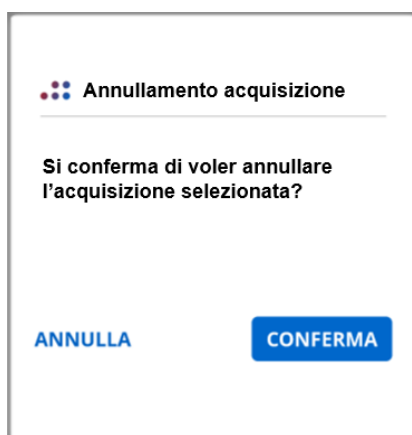 Annullamento acquisizione
Si conferma di voler annullare
l'acquisizione selezionata?
ANNULLA
CONFERMA